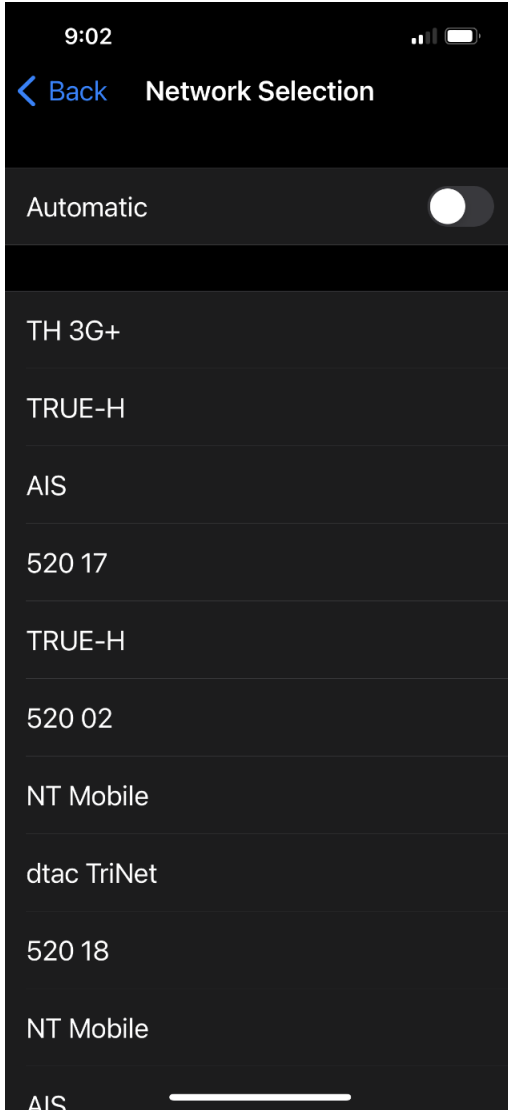 9:02
Back Network Selection
Automatic
TH 3G+
TRUE-H
AIS
520 17
TRUE-H
520 02
NT Mobile
dtac TriNet
520 18
NT Mobile
AIS